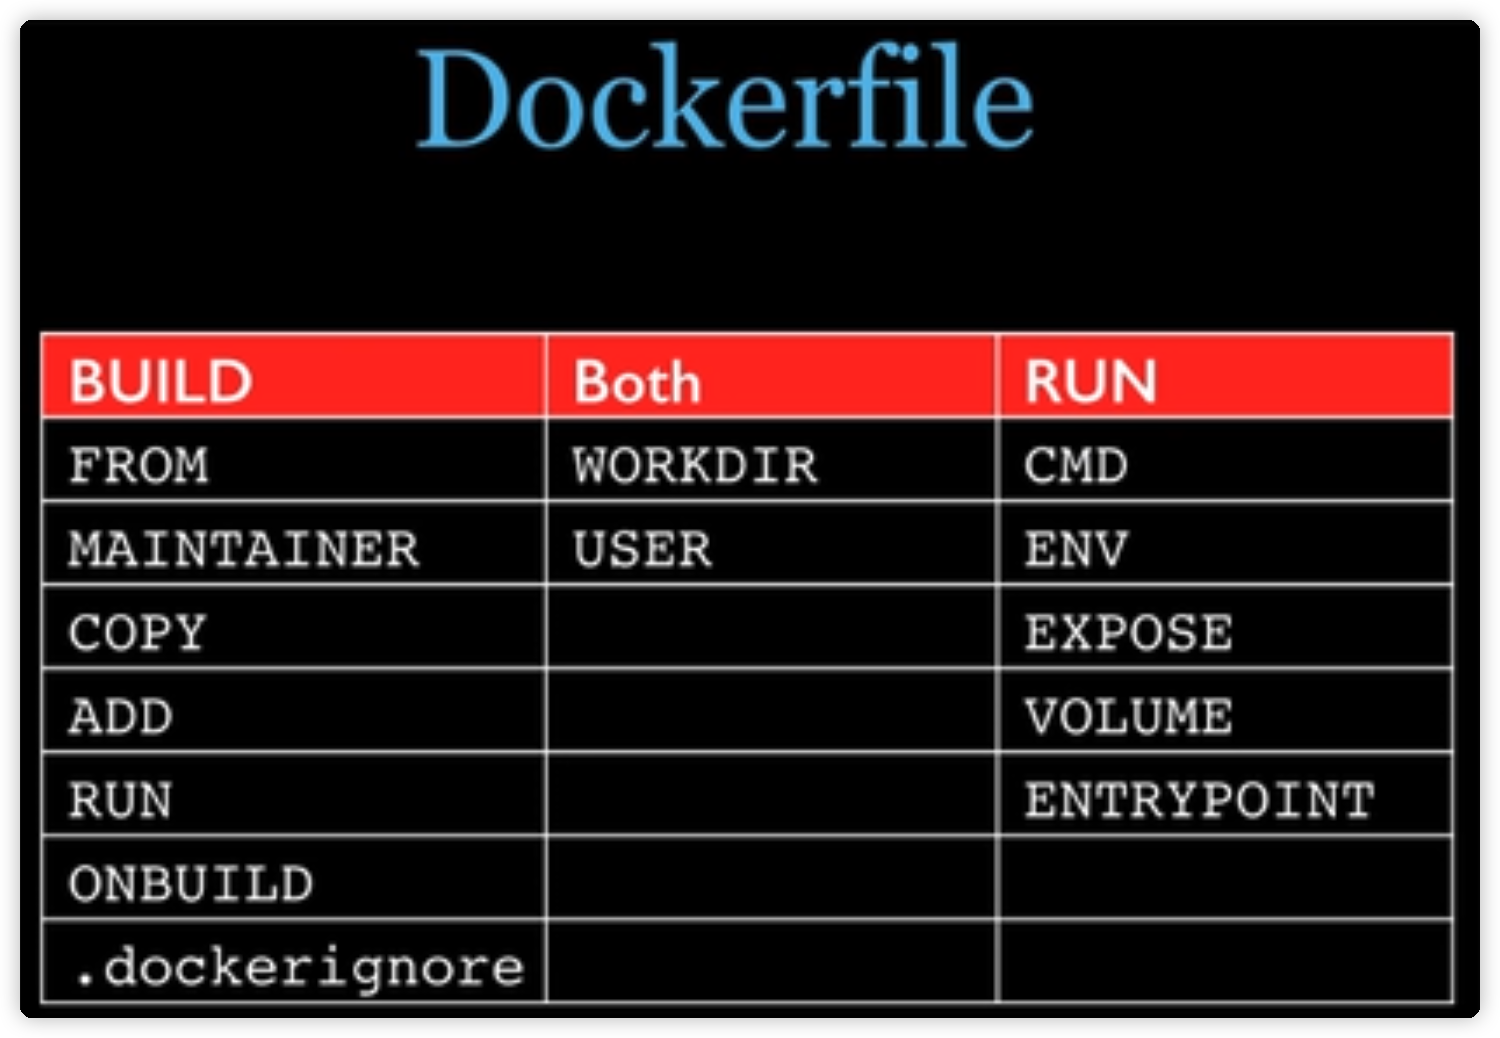 Dockerfile
BUILD Both RUN
FROM WORKDIR CMD
MAINTAINER USER ENV
COPY EXPOSE
ADD VOLUME
RUN ENTRYPOINT
ONBUILD
.dockerignore